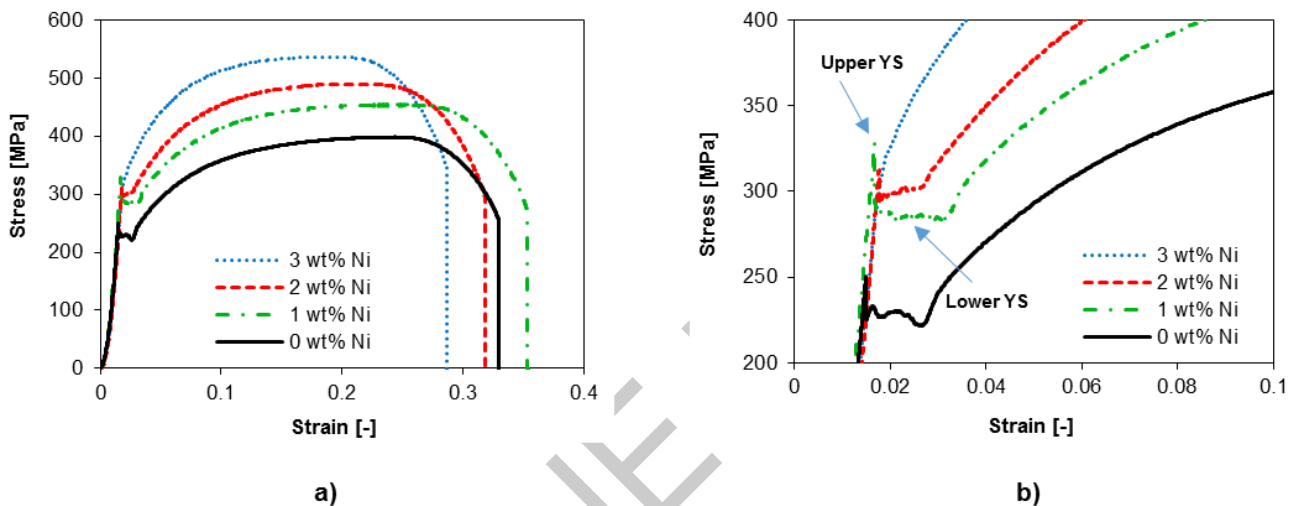 600
500
400
300
200
100
0
Stress [MPa]
3 wt% Ni
2 wt% Ni
1 wt% Ni
0 wt% Ni
0
0.1
0.2
0.3
0.4
Strain [-]
a)
400
350
300
250
200
Stress [MPa]
Upper YS
Lower YS
3 wt% Ni
2 wt% Ni
1 wt% Ni
0 wt% Ni
0
0.02
0.04
0.06
0.08
0.1
Strain [-]
b)